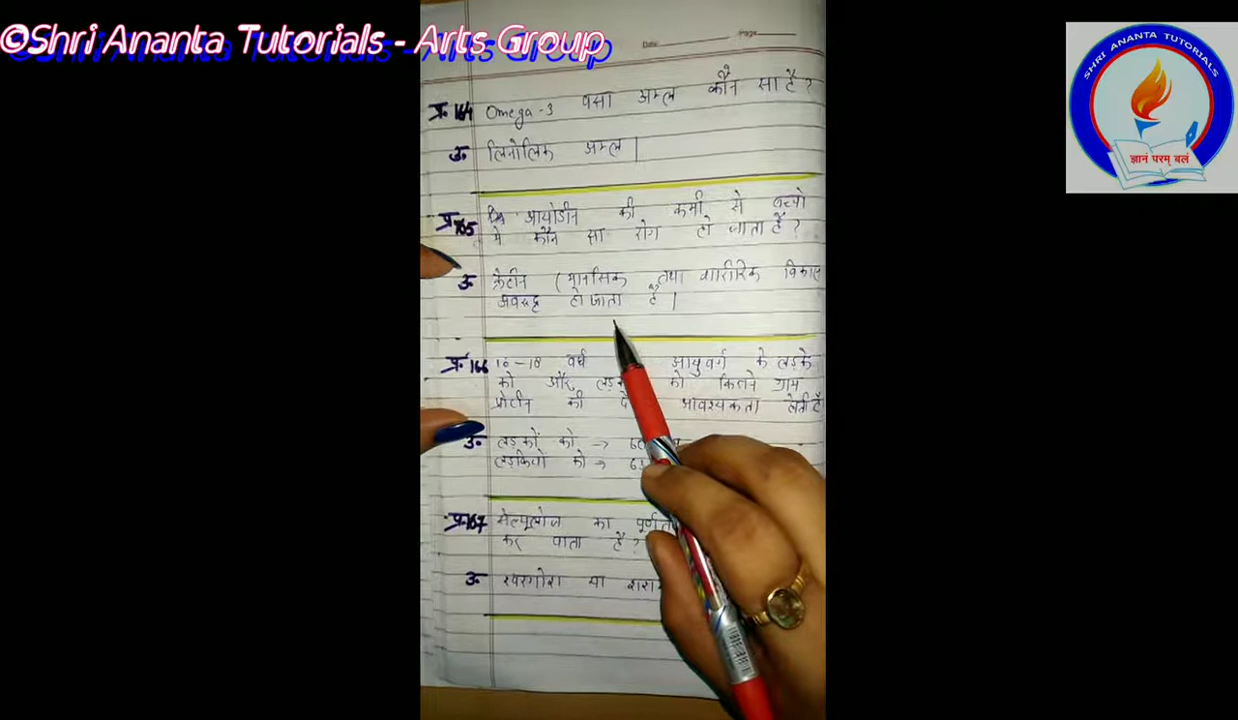 ©Shri Ananta Tutorials - Arts Group
Date: Page
SHRI ANANTA TUTORIALS
ज्ञानं परमं बलं
प्र॰ 164 Omega-3 वसा अम्ल कौन सा है ?
उ॰ लिनोलिक अम्ल |
प्र॰ 165 आयोडीन की कमी से बच्चो
मे कौन सा रोग हो जाता है ?
उ॰ क्रेटीन ( मानसिक तथा शारीरिक विकास
अवरूद्ध हो जाता है |
प्र॰ 166 16-18 वर्ष आयु वर्ग के लड़के
को और को कितने ग्राम
प्रोटीन की आवश्यकता होती है
उ॰ लड़कों को →
लड़कियों को →
प्र॰ 167 सेल्यूलोज का
कर पाता है ?
उ॰ खरगोश या